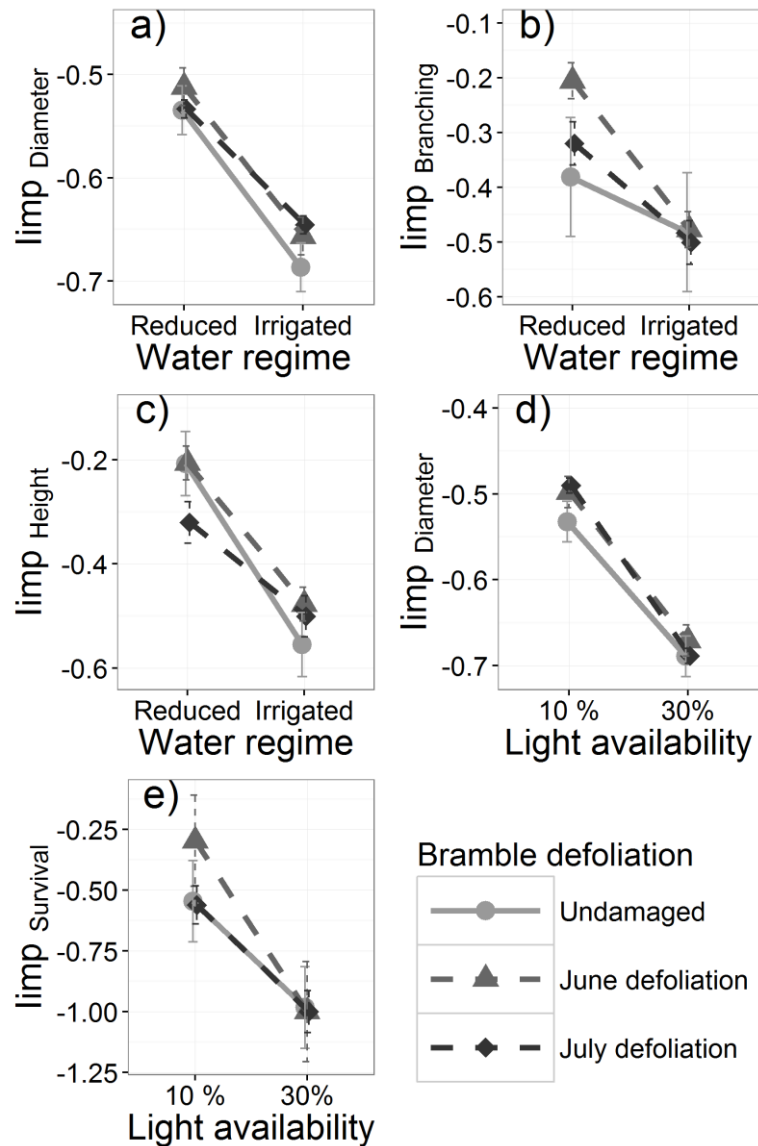 a)
-0.5
-0.6
-0.7
Iimp Diameter
Reduced Irrigated
Water regime
b)
-0.1
-0.2
-0.3
-0.4
-0.5
-0.6
Iimp Branching
Reduced Irrigated
Water regime
c)
-0.2
-0.4
-0.6
Iimp Height
Reduced Irrigated
Water regime
d)
-0.4
-0.5
-0.6
-0.7
Iimp Diameter
10 % 30%
Light availability
e)
-0.25
-0.50
-0.75
-1.00
-1.25
Iimp Survival
10 % 30%
Light availability
Bramble defoliation
Undamaged
June defoliation
July defoliation